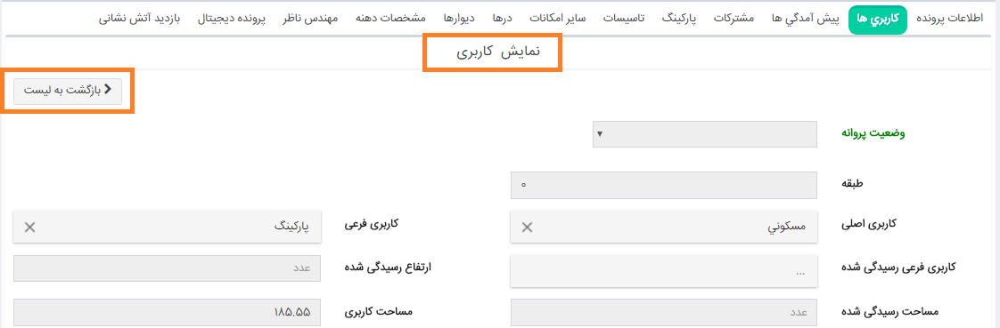 اطلاعات پرونده کاربري ها پیش آمدگي ها مشترکات پارکینگ تاسیسات سایر امکانات درها دیوارها مشخصات دهنه مهندس ناظر پرونده دیجیتال بازدید آتش نشانی
نمایش کاربری
بازگشت به لیست
وضعیت پروانه
طبقه ۰
کاربری اصلی مسکوني کاربری فرعی پارکینگ
کاربری فرعی رسیدگی شده ... ارتفاع رسیدگی شده عدد
مساحت رسیدگی شده عدد مساحت کاربری ۱۸۵.۵۵